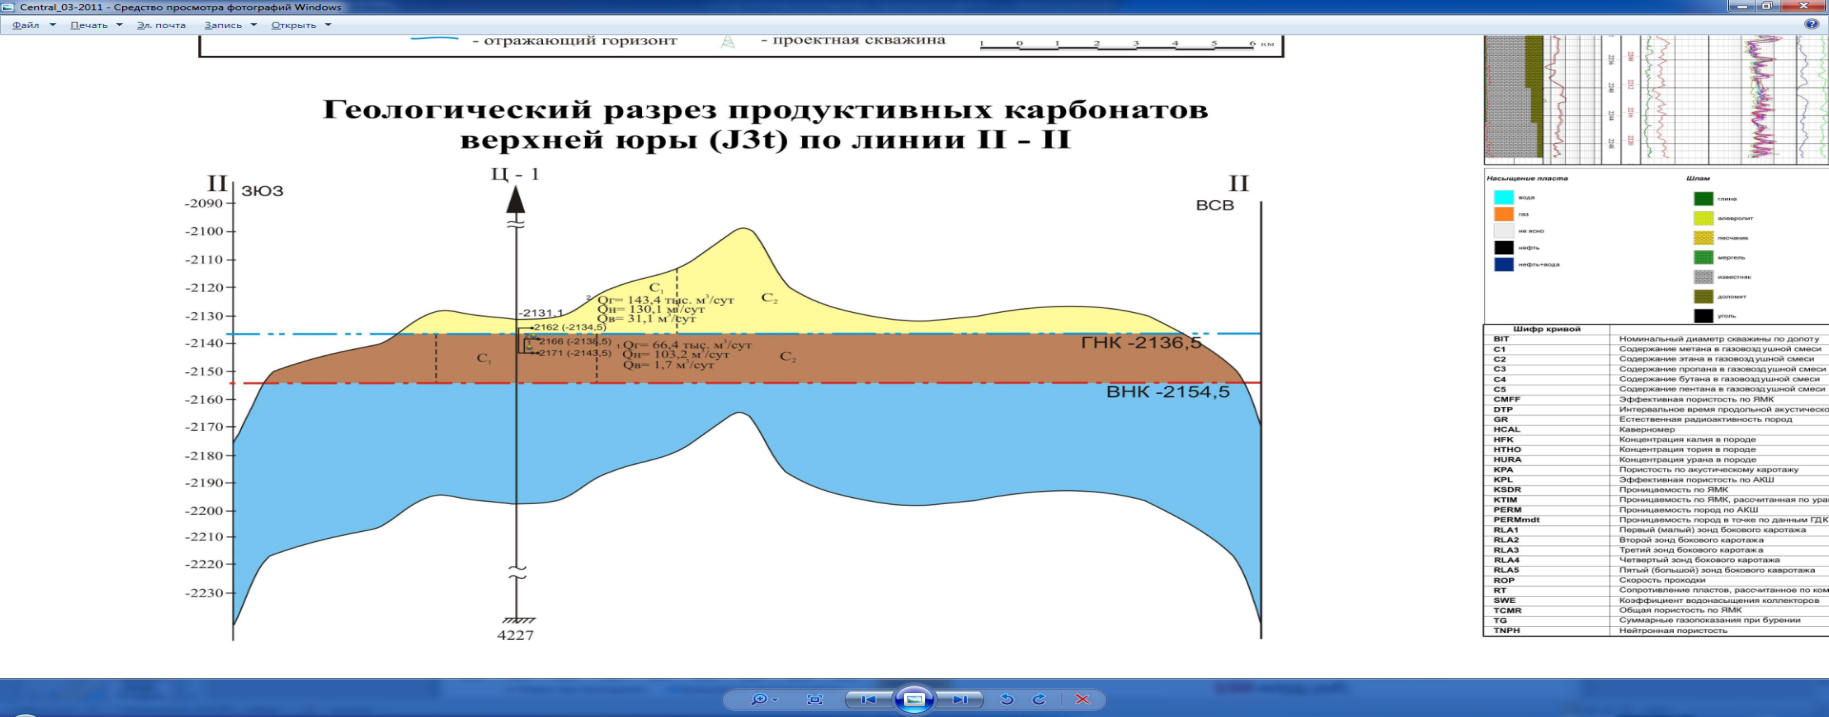 Central_03-2011 - Средство просмотра фотографий Windows
Файл Печать Эл. почта Запись Открыть
- отражающий горизонт - проектная скважина 1 0 1 2 3 4 5 6 км
Геологический разрез продуктивных карбонатов
верхней юры (J3t) по линии II - II
Ц - 1
II ЗЮЗ
II
ВСВ
-2090
-2100
-2110
-2120
-2130
-2140
-2150
-2160
-2170
-2180
-2190
-2200
-2210
-2220
-2230
C1
C2
-2131,1
2 Qг= 143,4 тыс. м³/сут
Qн= 130,1 м³/сут
Qв= 31,1 м³/сут
2162 (-2134,5)
2166 (-2138,5)
2171 (-2143,5)
1 Qг= 66,4 тыс. м³/сут
Qн= 103,2 м³/сут
Qв= 1,7 м³/сут
C1
C2
ГНК -2136,5
ВНК -2154,5
4227
Насыщение пласта
вода
газ
не ясно
нефть
нефть+вода
Шлам
глина
алевролит
песчаник
мергель
известняк
доломит
уголь
Шифр кривой
BIT Номинальный диаметр скважины по долоту
C1 Содержание метана в газовоздушной смеси
C2 Содержание этана в газовоздушной смеси
C3 Содержание пропана в газовоздушной смеси
C4 Содержание бутана в газовоздушной смеси
C5 Содержание пентана в газовоздушной смеси
CMFF Эффективная пористость по ЯМК
DTP Интервальное время продольной акустическо
GR Естественная радиоактивность пород
HCAL Каверномер
HFK Концентрация калия в породе
HTHO Концентрация тория в породе
HURA Концентрация урана в породе
KPA Пористость по акустическому каротажу
KPL Эффективная пористость по АКШ
KSDR Проницаемость по ЯМК
KTIM Проницаемость по ЯМК, рассчитанная по ура
PERM Проницаемость пород по АКШ
PERMmdt Проницаемость пород в точке по данным ГДК
RLA1 Первый (малый) зонд бокового каротажа
RLA2 Второй зонд бокового каротажа
RLA3 Третий зонд бокового каротажа
RLA4 Четвертый зонд бокового каротажа
RLA5 Пятый (большой) зонд бокового кавротажа
ROP Скорость проходки
RT Сопротивление пластов, рассчитанное по ком
SWE Коэффициент водонасыщения коллекторов
TCMR Общая пористость по ЯМК
TG Суммарные газопоказания при бурении
TNPH Нейтронная пористость